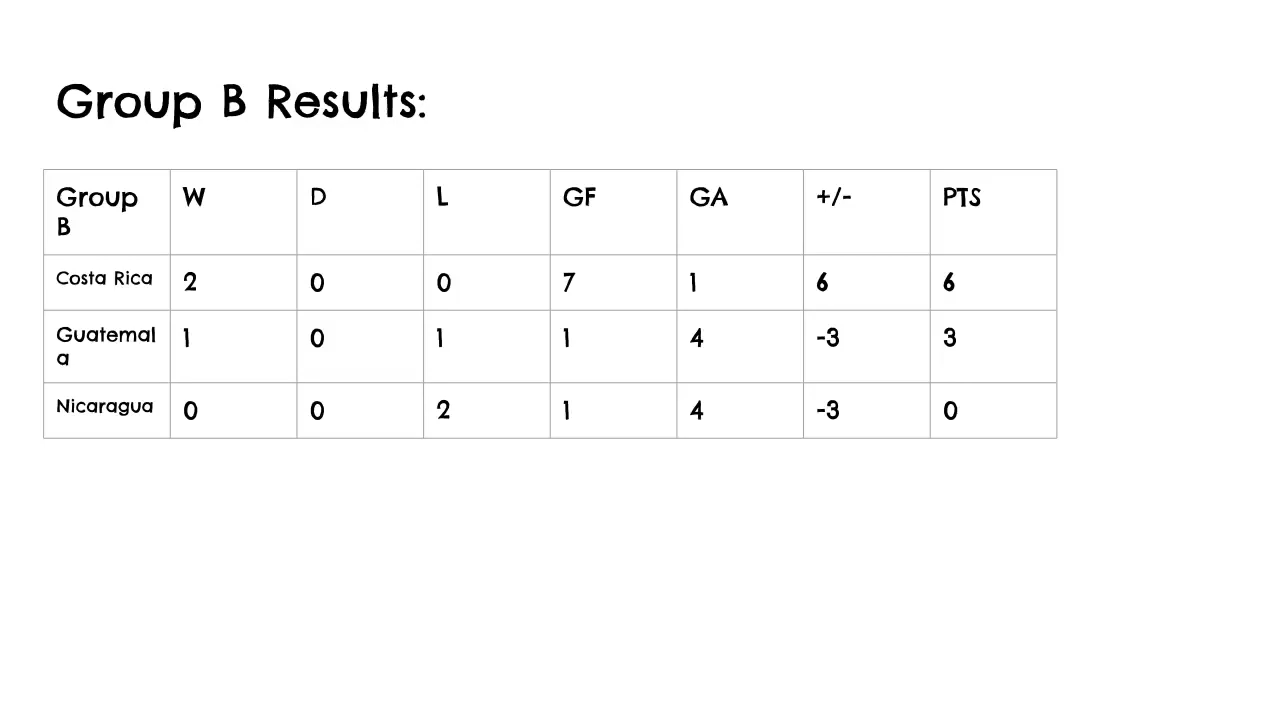 Group B Results:
Group B W D L GF GA +/- PTS
Costa Rica 2 0 0 7 1 6 6
Guatemala 1 0 1 1 4 -3 3
Nicaragua 0 0 2 1 4 -3 0